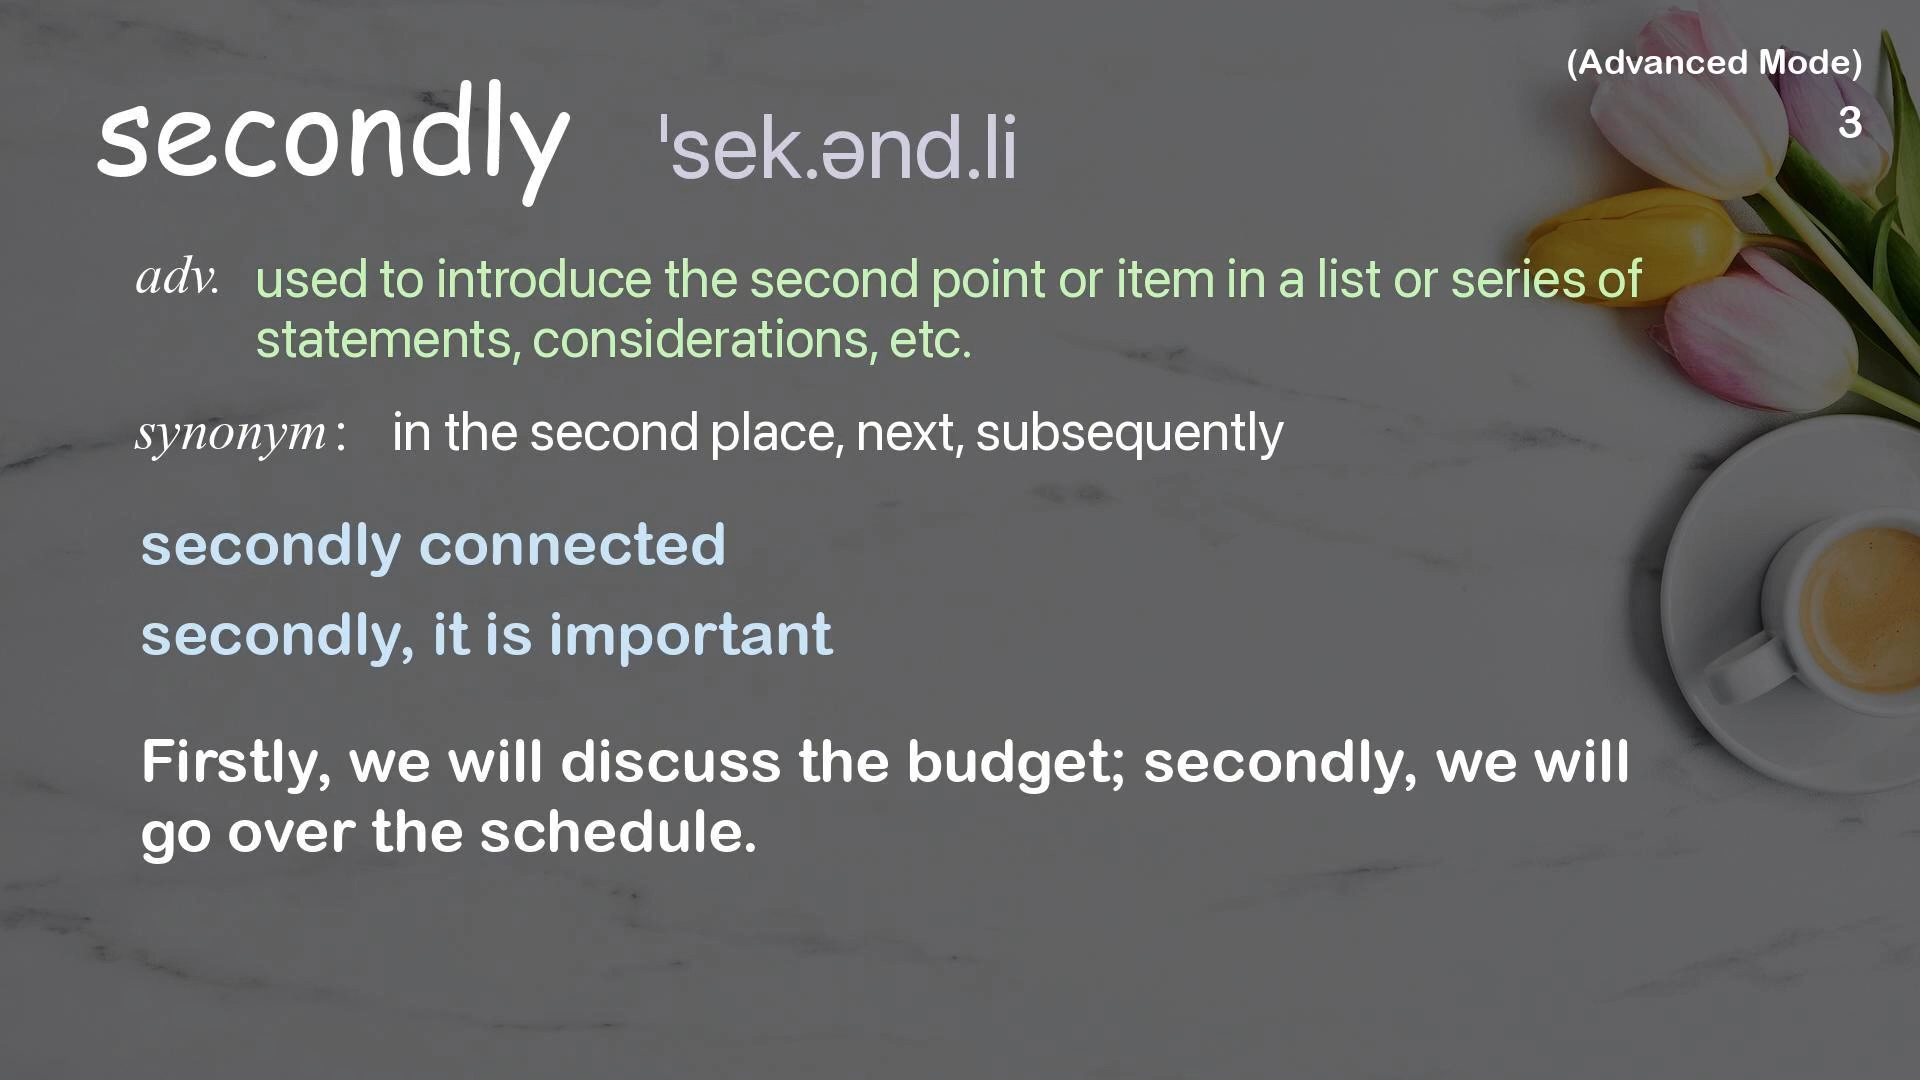 (Advanced Mode)
secondly ˈsek.ənd.li
3
adv. used to introduce the second point or item in a list or series of
statements, considerations, etc.
synonym: in the second place, next, subsequently
secondly connected
secondly, it is important
Firstly, we will discuss the budget; secondly, we will
go over the schedule.